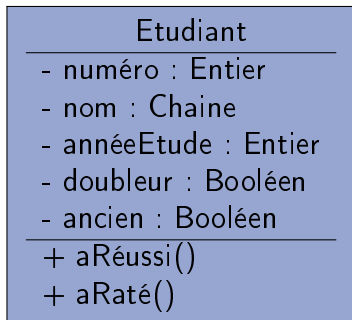 Etudiant
- numéro : Entier
- nom : Chaine
- annéeEtude : Entier
- doubleur : Booléen
- ancien : Booléen
+ aRéussi()
+ aRaté()